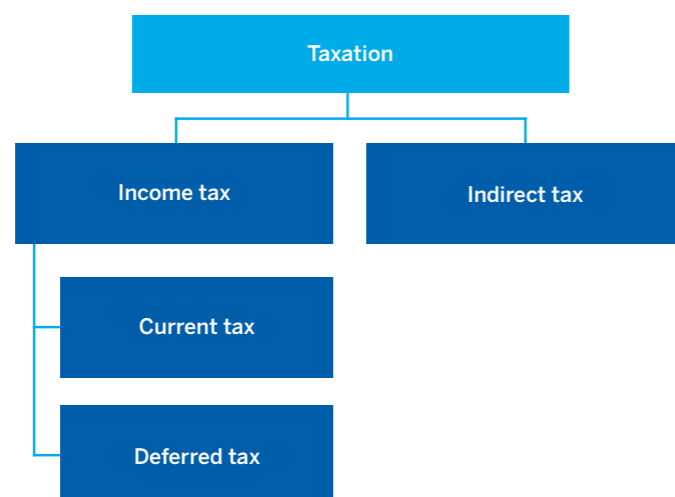 Taxation
Income tax
Indirect tax
Current tax
Deferred tax